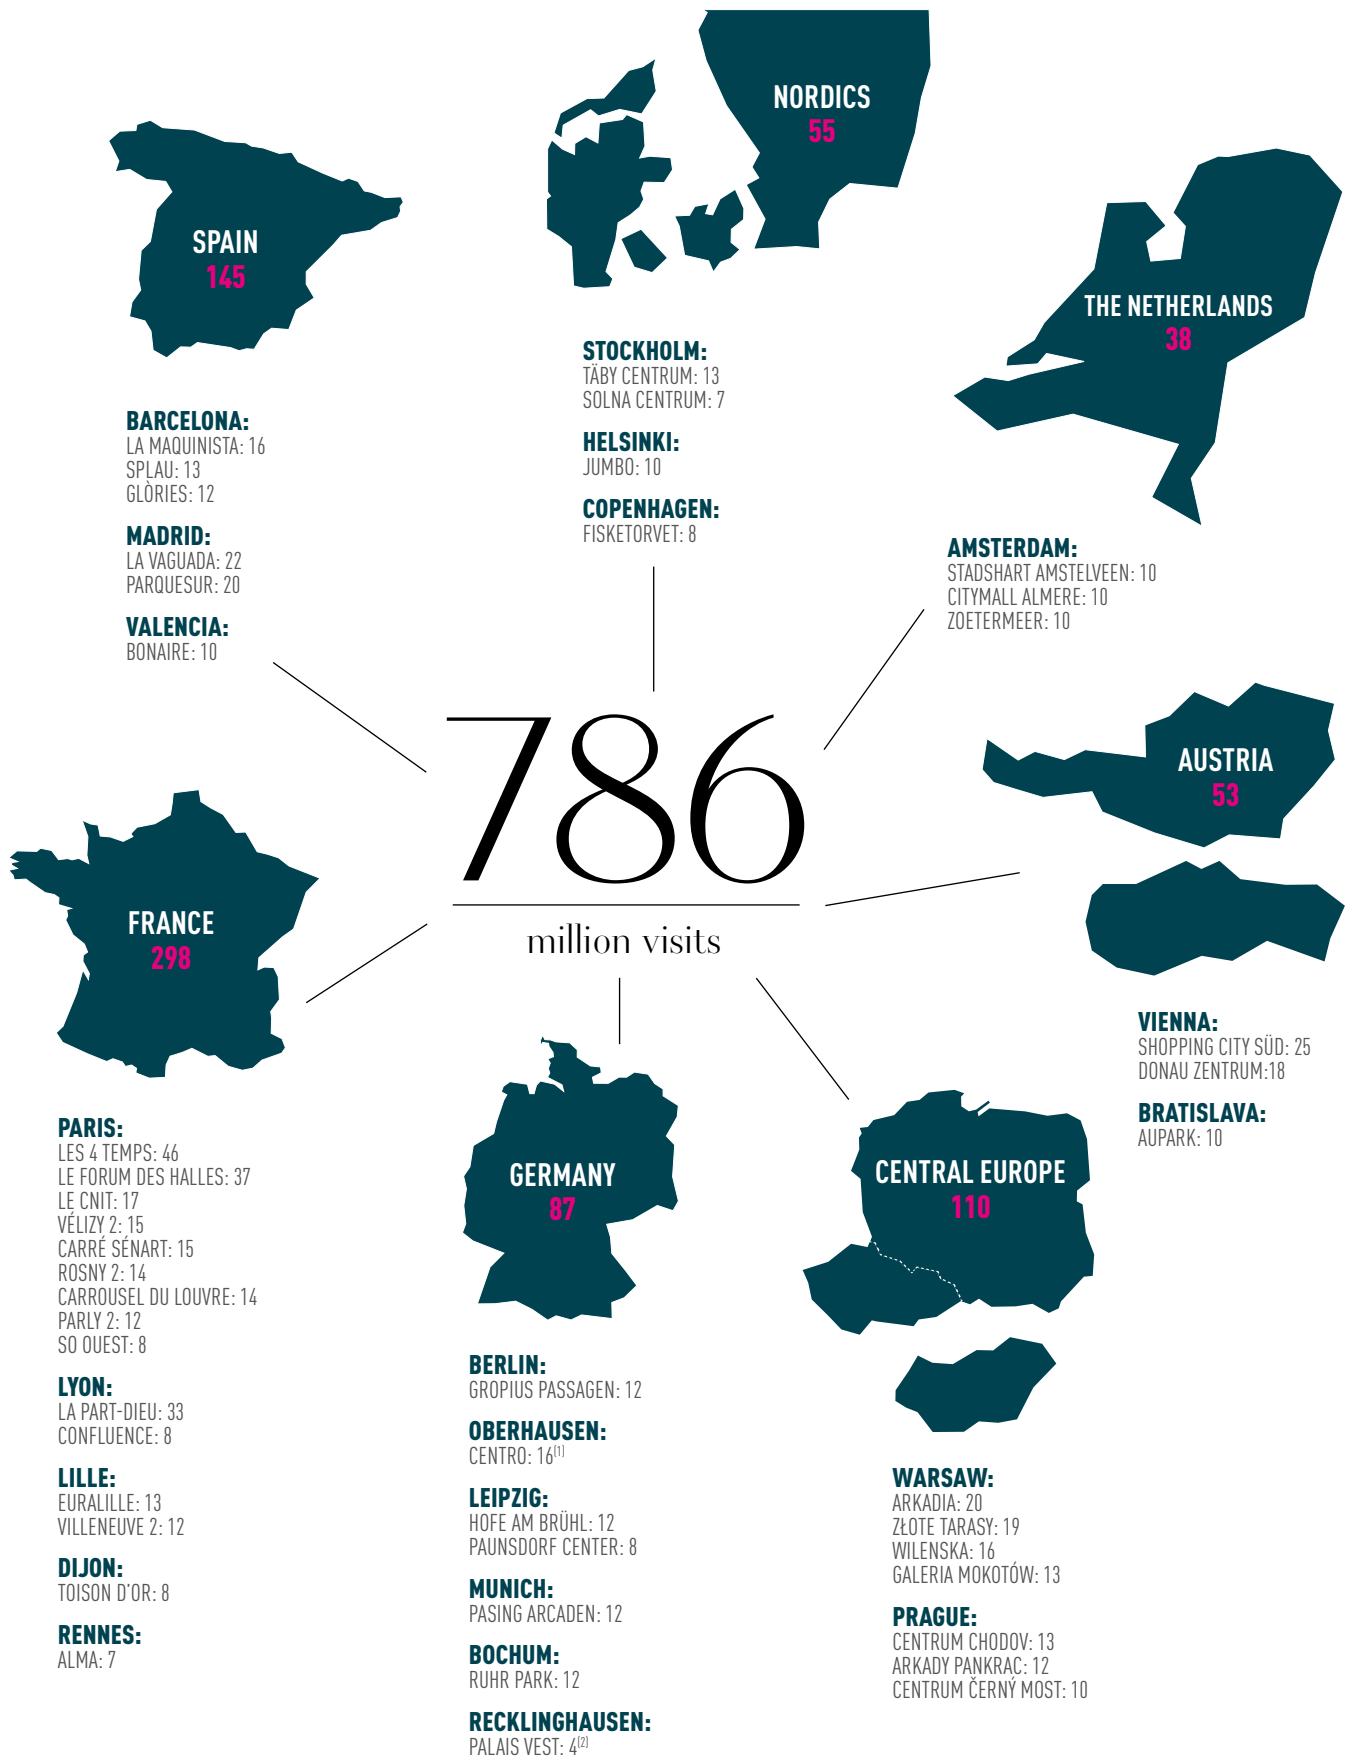 NORDICS
55
SPAIN
145
THE NETHERLANDS
38
STOCKHOLM:
TÄBY CENTRUM: 13
SOLNA CENTRUM: 7
HELSINKI:
JUMBO: 10
COPENHAGEN:
FISKETORVET: 8
BARCELONA:
LA MAQUINISTA: 16
SPLAU: 13
GLÒRIES: 12
MADRID:
LA VAGUADA: 22
PARQUESUR: 20
VALENCIA:
BONAIRE: 10
AMSTERDAM:
STADSHART AMSTELVEEN: 10
CITYMALL ALMERE: 10
ZOETERMEER: 10
786
million visits
AUSTRIA
53
VIENNA:
SHOPPING CITY SÜD: 25
DONAU ZENTRUM:18
BRATISLAVA:
AUPARK: 10
FRANCE
298
PARIS:
LES 4 TEMPS: 46
LE FORUM DES HALLES: 37
LE CNIT: 17
VÉLIZY 2: 15
CARRÉ SÉNART: 15
ROSNY 2: 14
CARROUSEL DU LOUVRE: 14
PARLY 2: 12
SO OUEST: 8
LYON:
LA PART-DIEU: 33
CONFLUENCE: 8
LILLE:
EURALILLE: 13
VILLENEUVE 2: 12
DIJON:
TOISON D'OR: 8
RENNES:
ALMA: 7
GERMANY
87
BERLIN:
GROPIUS PASSAGEN: 12
OBERHAUSEN:
CENTRO: 16(1)
LEIPZIG:
HOFE AM BRÜHL: 12
PAUNSDORF CENTER: 8
MUNICH:
PASING ARCADEN: 12
BOCHUM:
RUHR PARK: 12
RECKLINGHAUSEN:
PALAIS VEST: 4(2)
CENTRAL EUROPE
110
WARSAW:
ARKADIA: 20
ZŁOTE TARASY: 19
WILENSKA: 16
GALERIA MOKOTÓW: 13
PRAGUE:
CENTRUM CHODOV: 13
ARKADY PANKRAC: 12
CENTRUM ČERNÝ MOST: 10